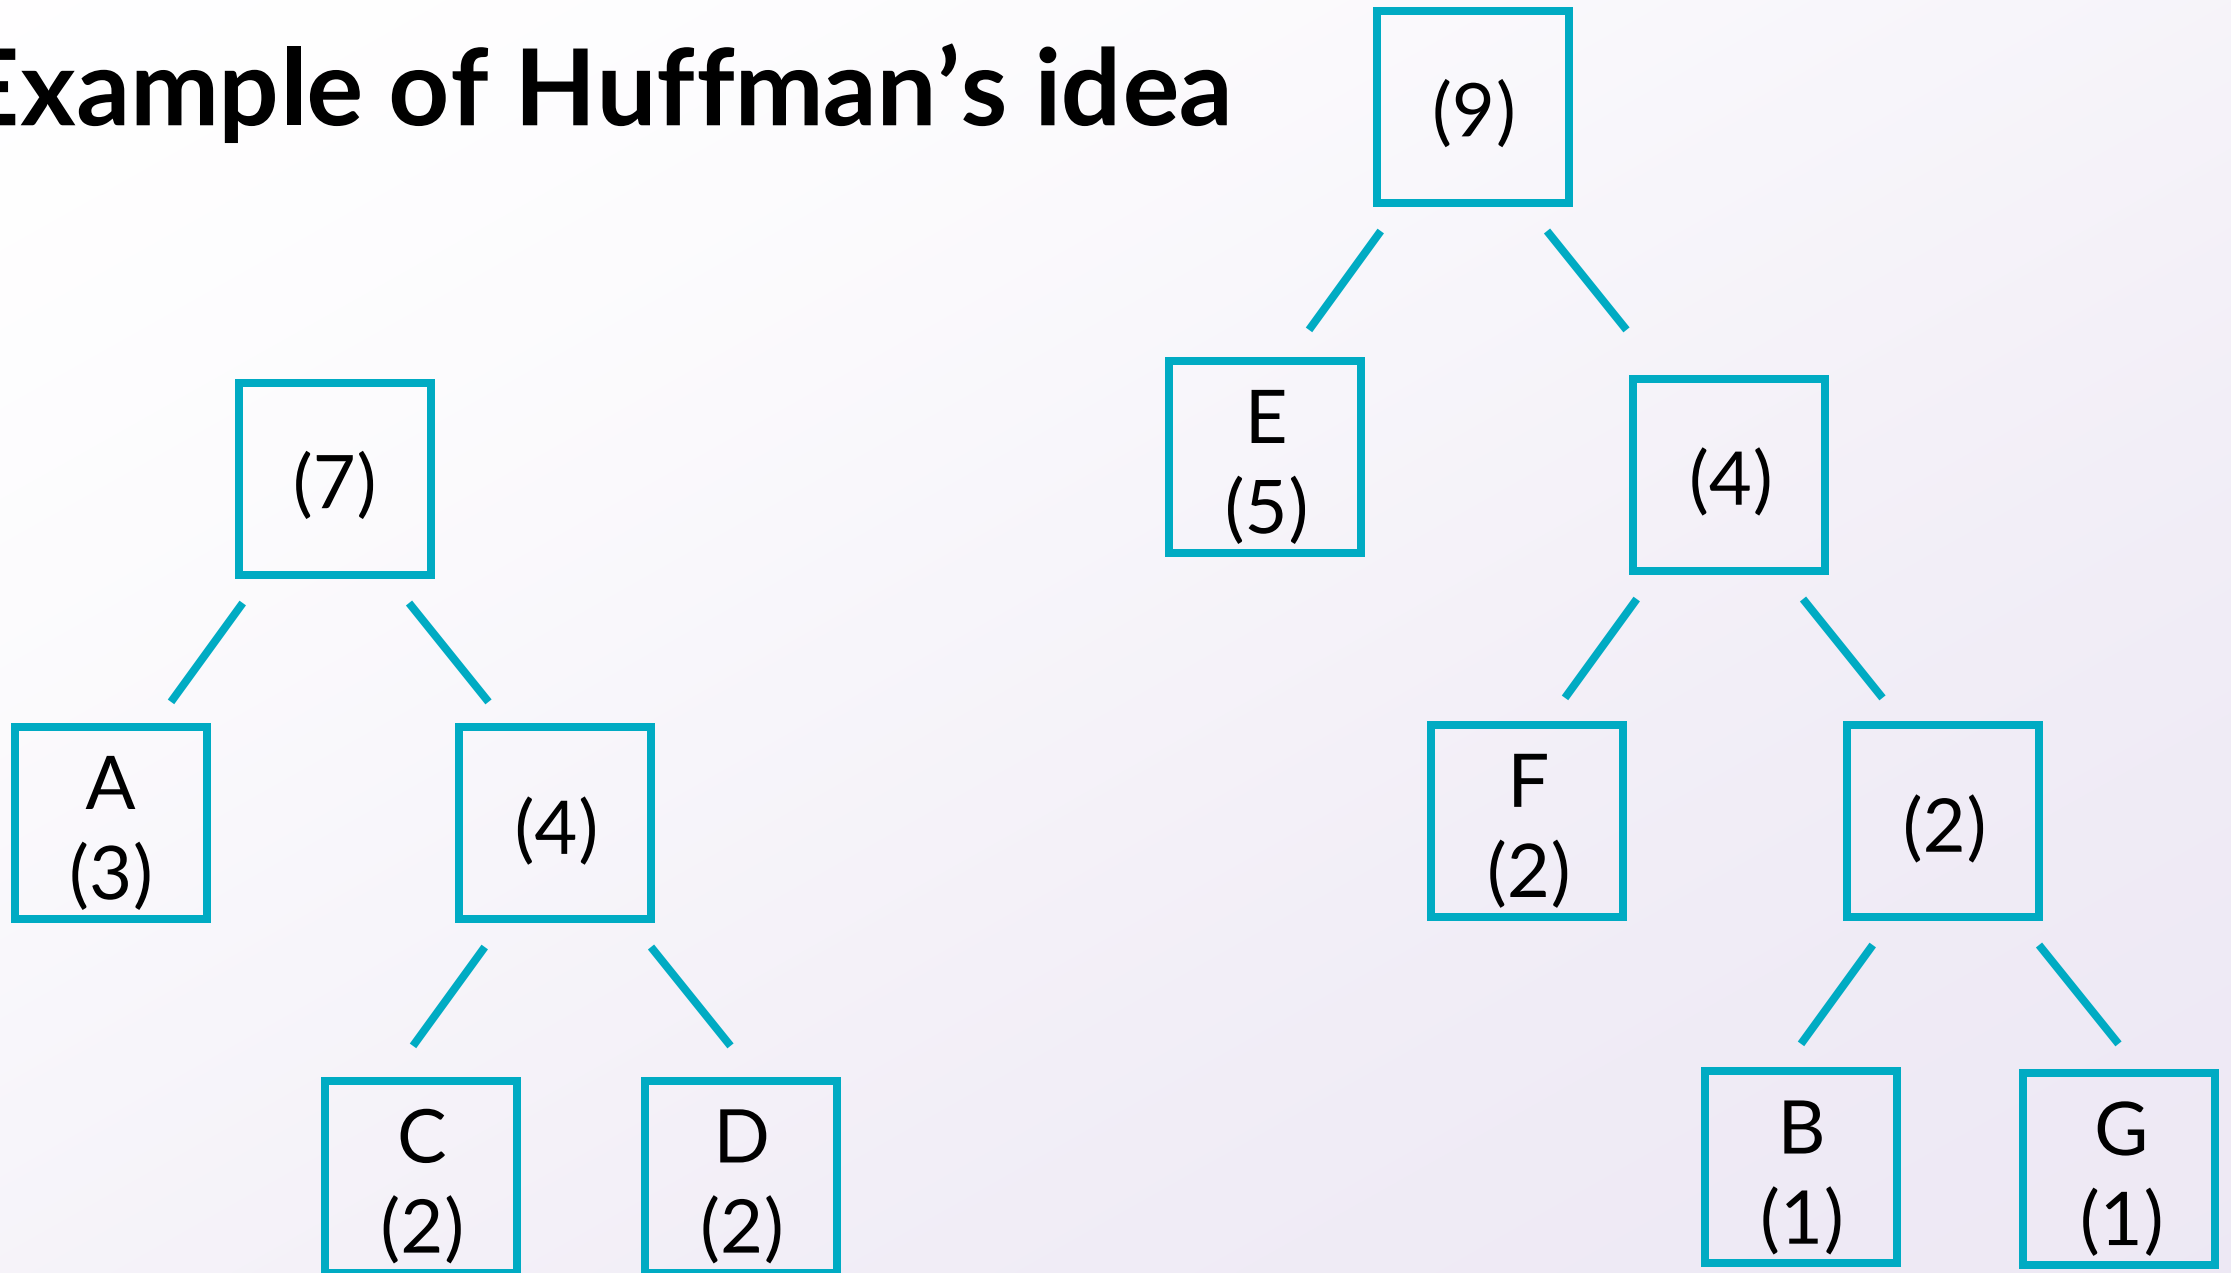 Example of Huffman’s idea
(9)
E
(5)
(4)
(7)
F
(2)
(2)
A
(3)
(4)
B
(1)
G
(1)
C
(2)
D
(2)